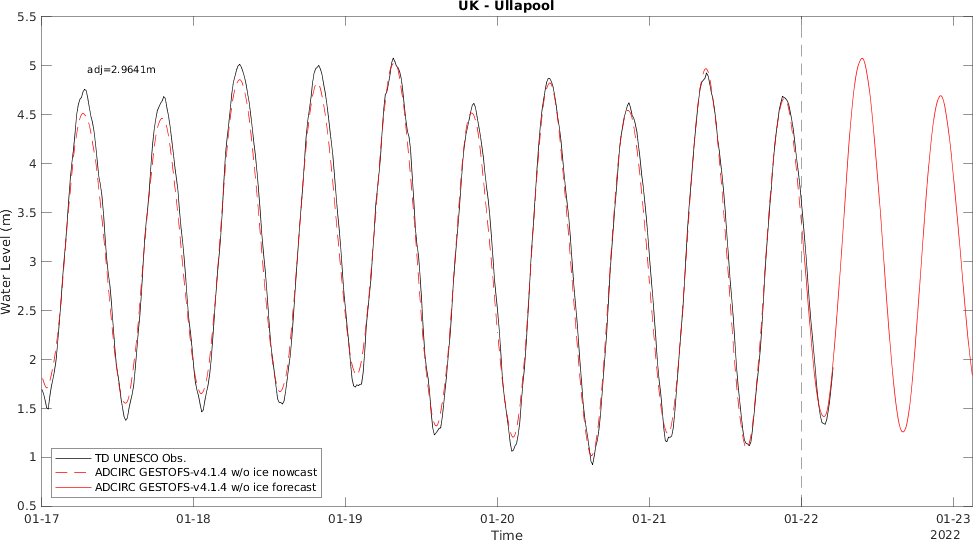 UK - Ullapool
5.5
5
4.5
4
3.5
3
2.5
2
1.5
1
0.5
Water Level (m)
adj=2.9641m
TD UNESCO Obs.
ADCIRC GESTOFS-v4.1.4 w/o ice nowcast
ADCIRC GESTOFS-v4.1.4 w/o ice forecast
01-17 01-18 01-19 01-20 01-21 01-22 01-23
Time
2022